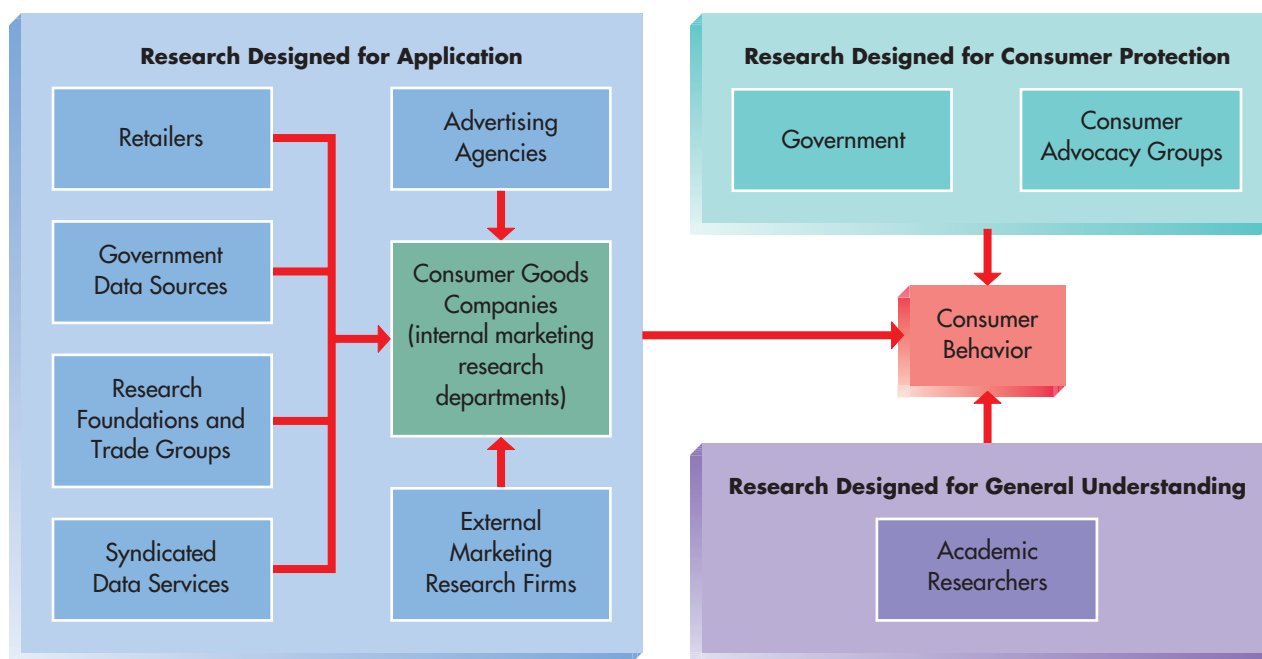 Research Designed for Application
Retailers
Government
Data Sources
Research
Foundations and
Trade Groups
Syndicated
Data Services
Advertising
Agencies
Consumer Goods
Companies
(internal marketing
research
departments)
External
Marketing
Research Firms
Research Designed for Consumer Protection
Government
Consumer
Advocacy Groups
Consumer
Behavior
Research Designed for General Understanding
Academic
Researchers